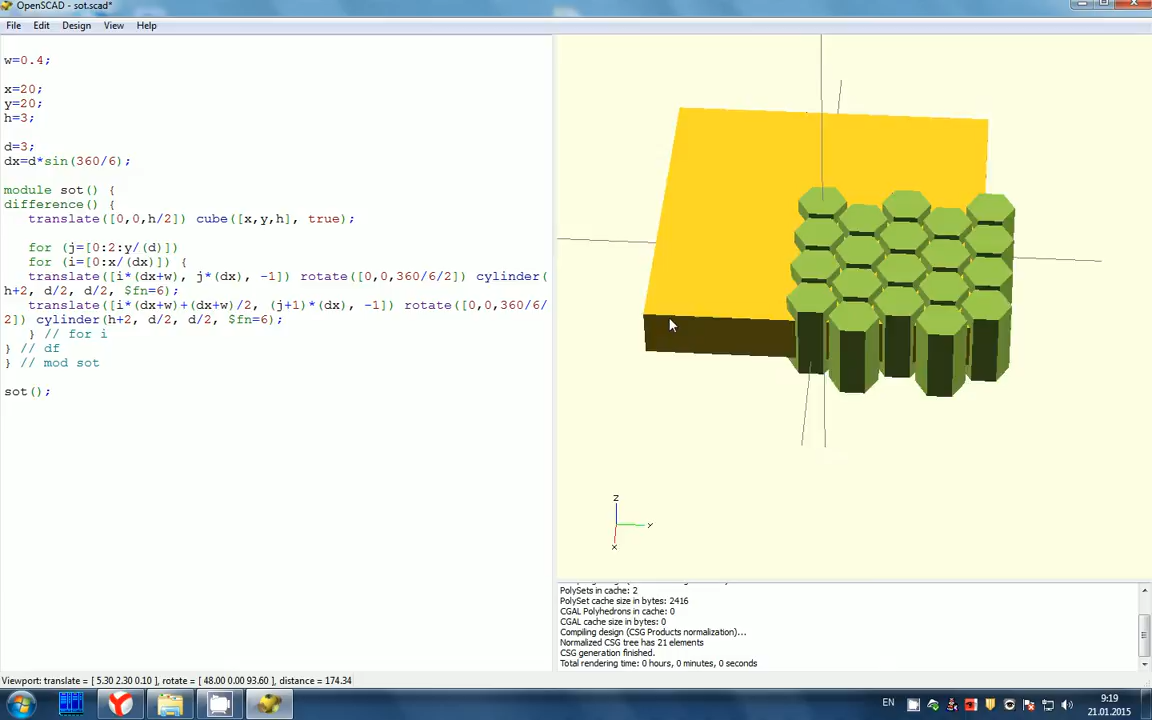 OpenSCAD - sot.scad*
File Edit Design View Help
w=0.4;
x=20;
y=20;
h=3;
d=3;
dx=d*sin(360/6);
module sot() {
difference() {
translate([0,0,h/2]) cube([x,y,h], true);
for (j=[0:2:y/(d)])
for (i=[0:x/(dx)]) {
translate([i*(dx+w), j*(dx), -1]) rotate([0,0,360/6/2]) cylinder(
h+2, d/2, d/2, $fn=6);
translate([i*(dx+w)+(dx+w)/2, (j+1)*(dx), -1]) rotate([0,0,360/6/
2]) cylinder(h+2, d/2, d/2, $fn=6);
} // for i
} // df
} // mod sot
sot();
Z
Y
X
PolySets in cache: 2
PolySet cache size in bytes: 2416
CGAL Polyhedrons in cache: 0
CGAL cache size in bytes: 0
Compiling design (CSG Products normalization)...
Normalized CSG tree has 21 elements
CSG generation finished.
Total rendering time: 0 hours, 0 minutes, 0 seconds
Viewport: translate = [ 5.30 2.30 0.10 ], rotate = [ 48.00 0.00 93.60 ], distance = 174.34
EN
9:19
21.01.2015